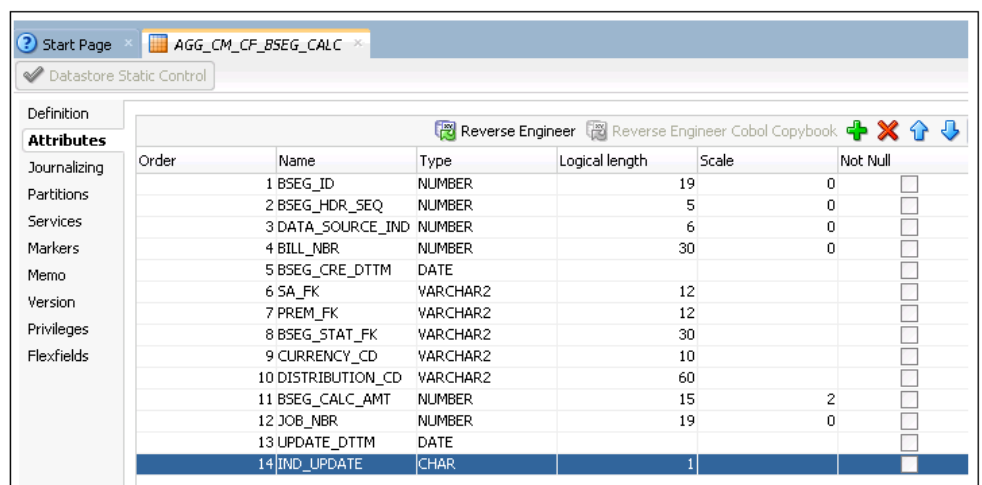 Start Page AGG_CM_CF_BSEG_CALC
Datastore Static Control
Definition
Attributes
Journalizing
Partitions
Services
Markers
Memo
Version
Privileges
Flexfields
Reverse Engineer Reverse Engineer Cobol Copybook
Order Name Type Logical length Scale Not Null
1 BSEG_ID NUMBER 19 0
2 BSEG_HDR_SEQ NUMBER 5 0
3 DATA_SOURCE_IND NUMBER 6 0
4 BILL_NBR NUMBER 30 0
5 BSEG_CRE_DTTM DATE
6 SA_FK VARCHAR2 12
7 PREM_FK VARCHAR2 12
8 BSEG_STAT_FK VARCHAR2 30
9 CURRENCY_CD VARCHAR2 10
10 DISTRIBUTION_CD VARCHAR2 60
11 BSEG_CALC_AMT NUMBER 15 2
12 JOB_NBR NUMBER 19 0
13 UPDATE_DTTM DATE
14 IND_UPDATE CHAR 1